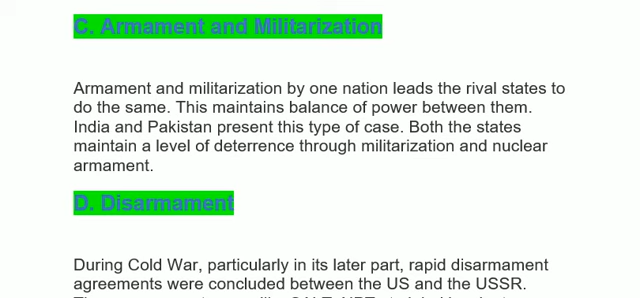 C. Armament and Militarization
Armament and militarization by one nation leads the rival states to
do the same. This maintains balance of power between them.
India and Pakistan present this type of case. Both the states
maintain a level of deterrence through militarization and nuclear
armament.
D. Disarmament
During Cold War, particularly in its later part, rapid disarmament
agreements were concluded between the US and the USSR.